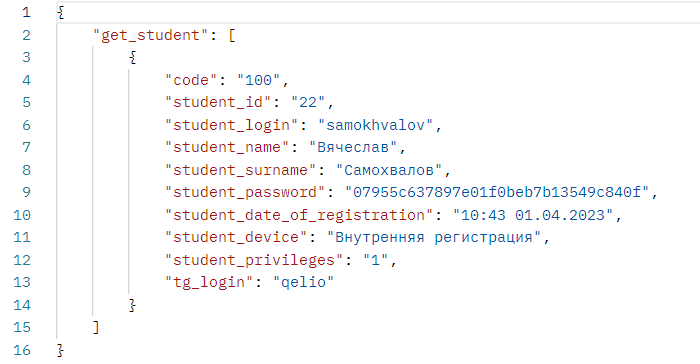 1 {
2 "get_student": [
3 {
4 "code": "100",
5 "student_id": "22",
6 "student_login": "samokhvalov",
7 "student_name": "Вячеслав",
8 "student_surname": "Самохвалов",
9 "student_password": "07955c637897e01f0beb7b13549c840f",
10 "student_date_of_registration": "10:43 01.04.2023",
11 "student_device": "Внутренняя регистрация",
12 "student_privileges": "1",
13 "tg_login": "qelio"
14 }
15 ]
16 }